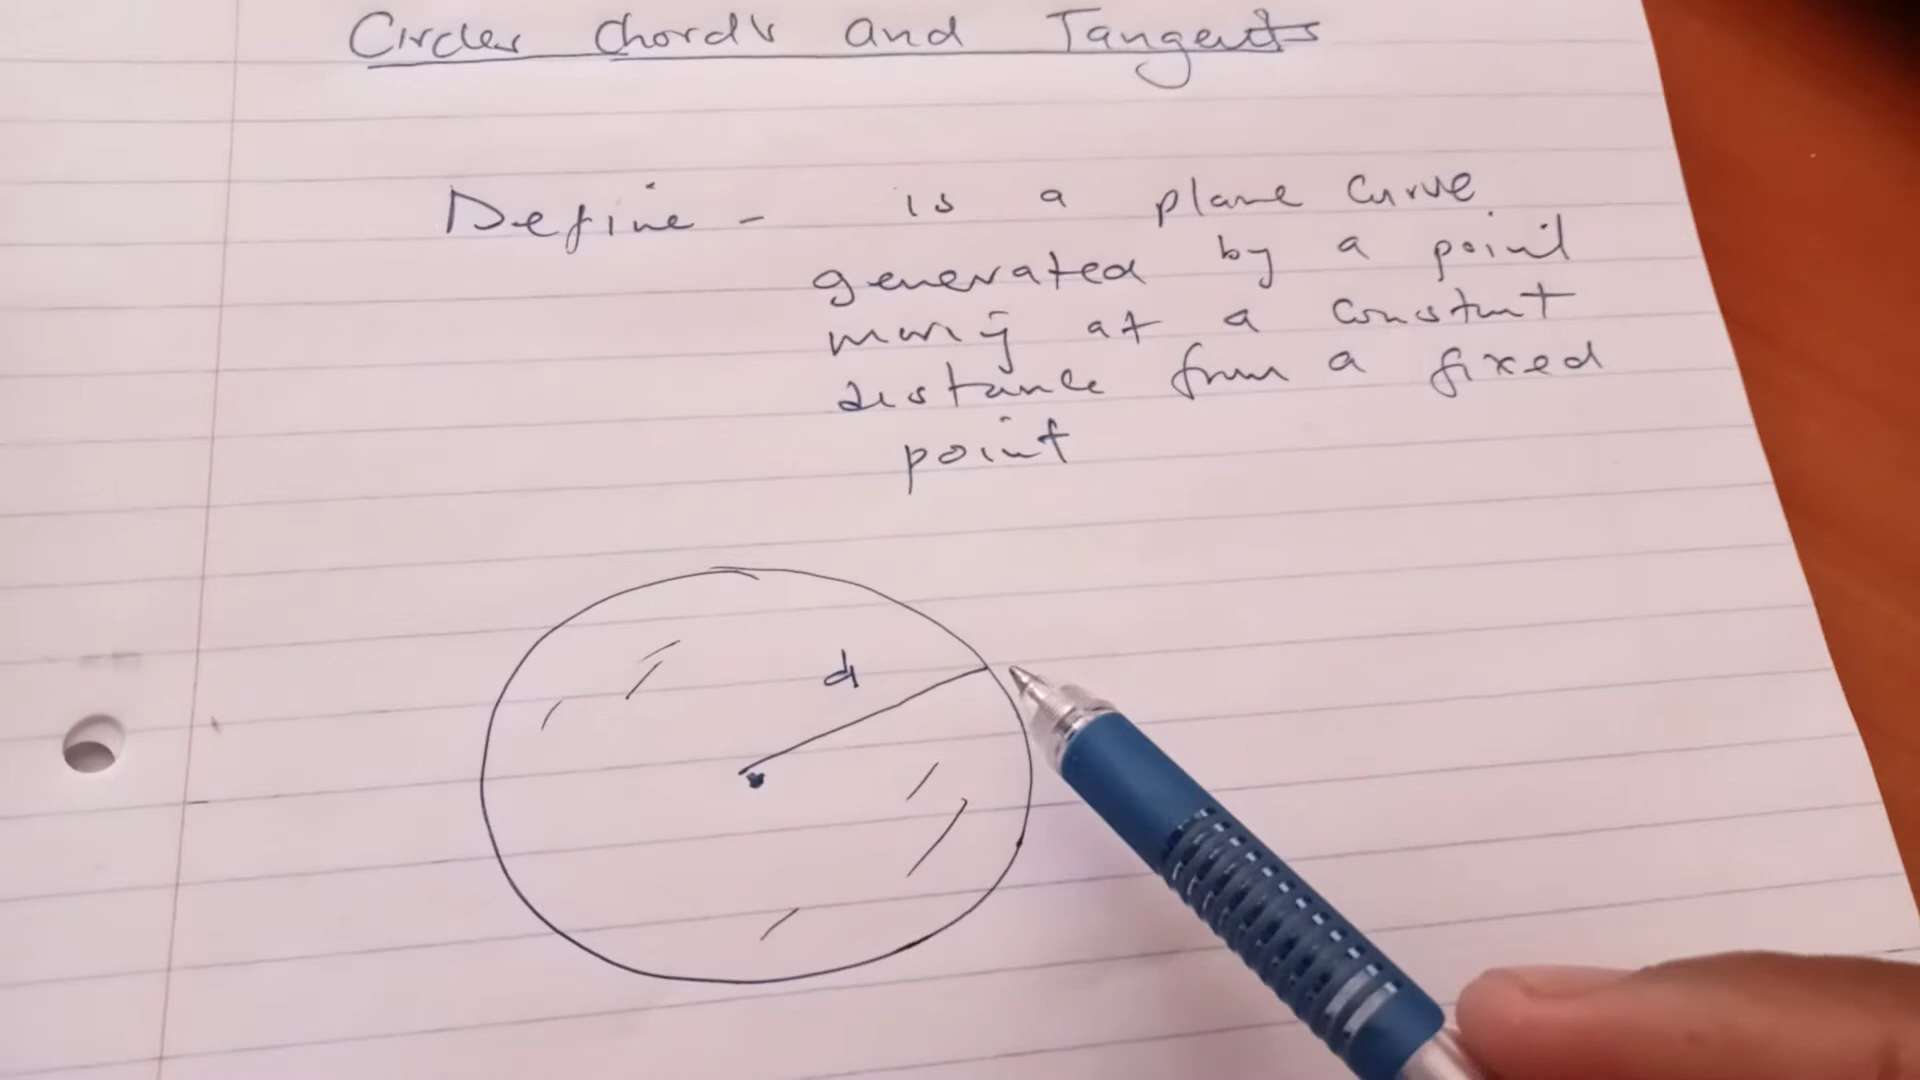 Circles Chords and Tangents
Define - is a plane curve
generated by a point
moving at a constant
distance from a fixed
point
d